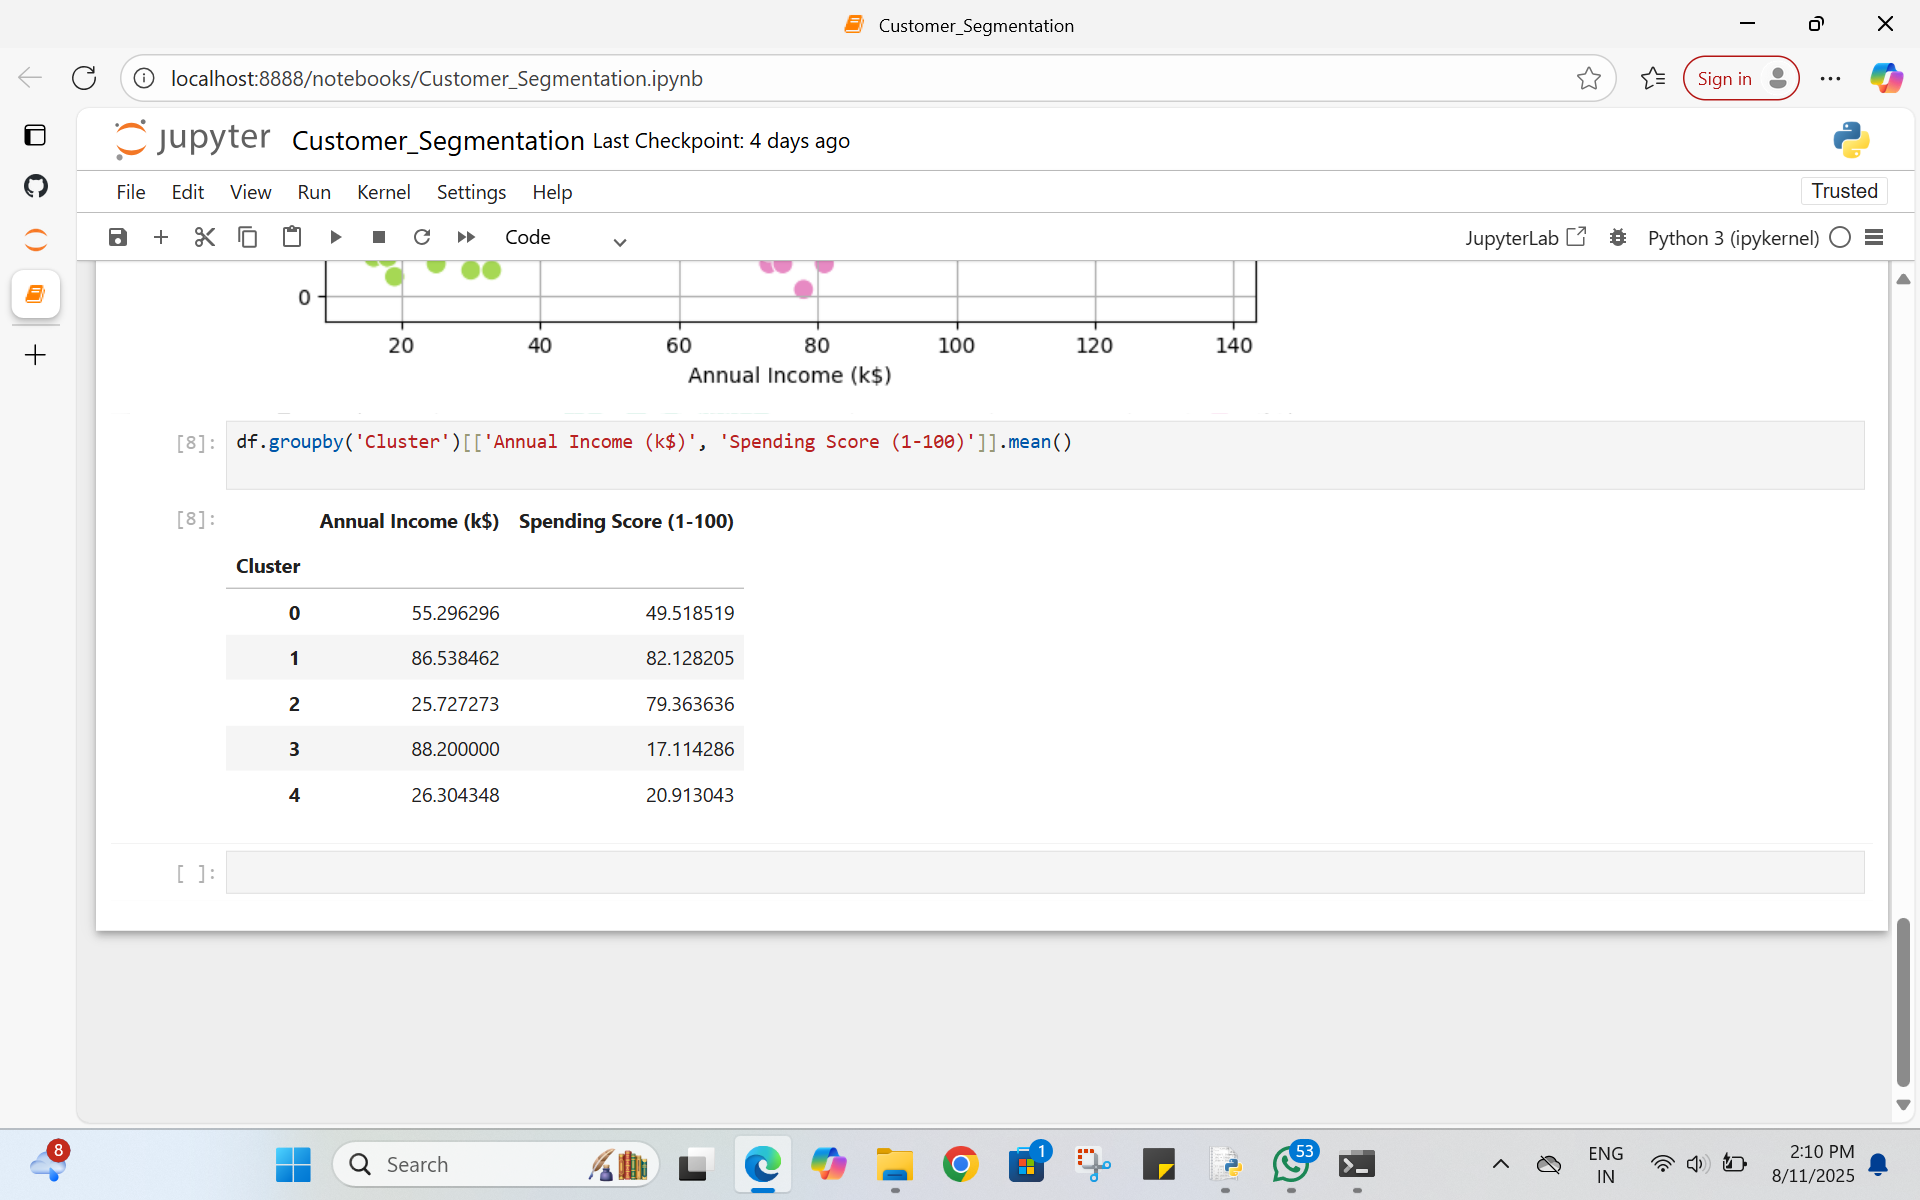 Customer_Segmentation
localhost:8888/notebooks/Customer_Segmentation.ipynb
Sign in
jupyter Customer_Segmentation Last Checkpoint: 4 days ago
File Edit View Run Kernel Settings Help
Trusted
Code
JupyterLab
Python 3 (ipykernel)
0
20 40 60 80 100 120 140
Annual Income (k$)
[8]: df.groupby('Cluster')[['Annual Income (k$)', 'Spending Score (1-100)']].mean()
[8]: Annual Income (k$) Spending Score (1-100)
Cluster
0 55.296296 49.518519
1 86.538462 82.128205
2 25.727273 79.363636
3 88.200000 17.114286
4 26.304348 20.913043
[ ]:
8
Search
1
53
ENG
IN
2:10 PM
8/11/2025